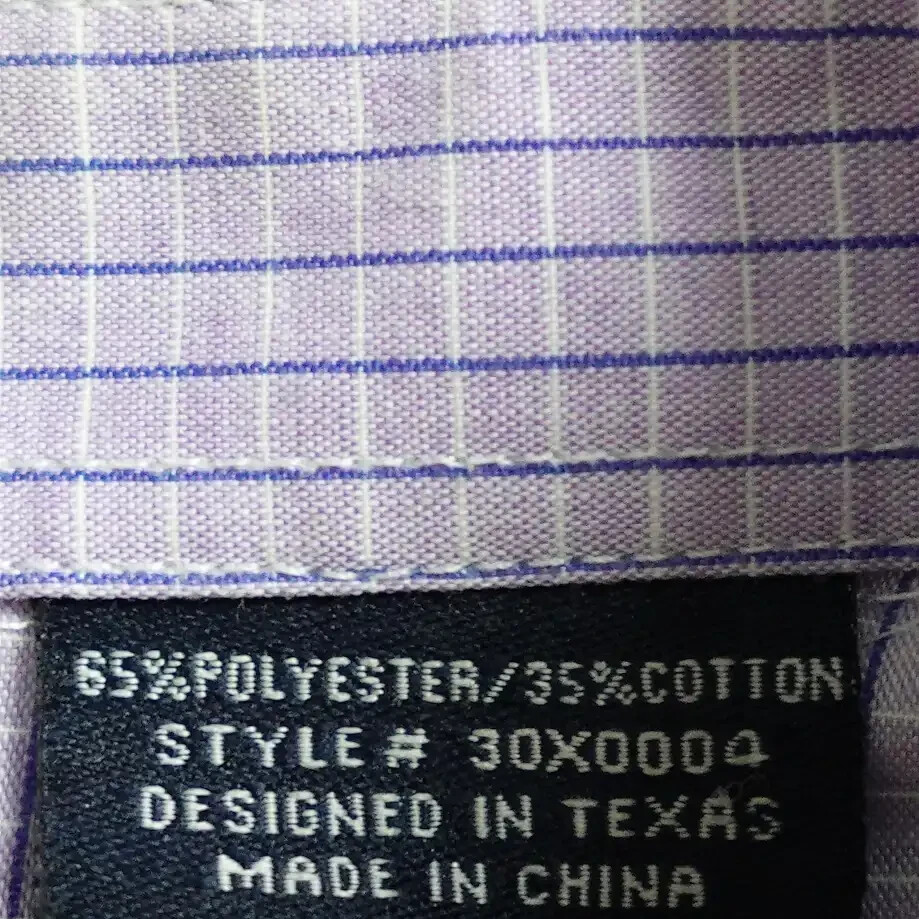 65%POLYESTER/35%COTTON
STYLE # 30X0004
DESIGNED IN TEXAS
MADE IN CHINA